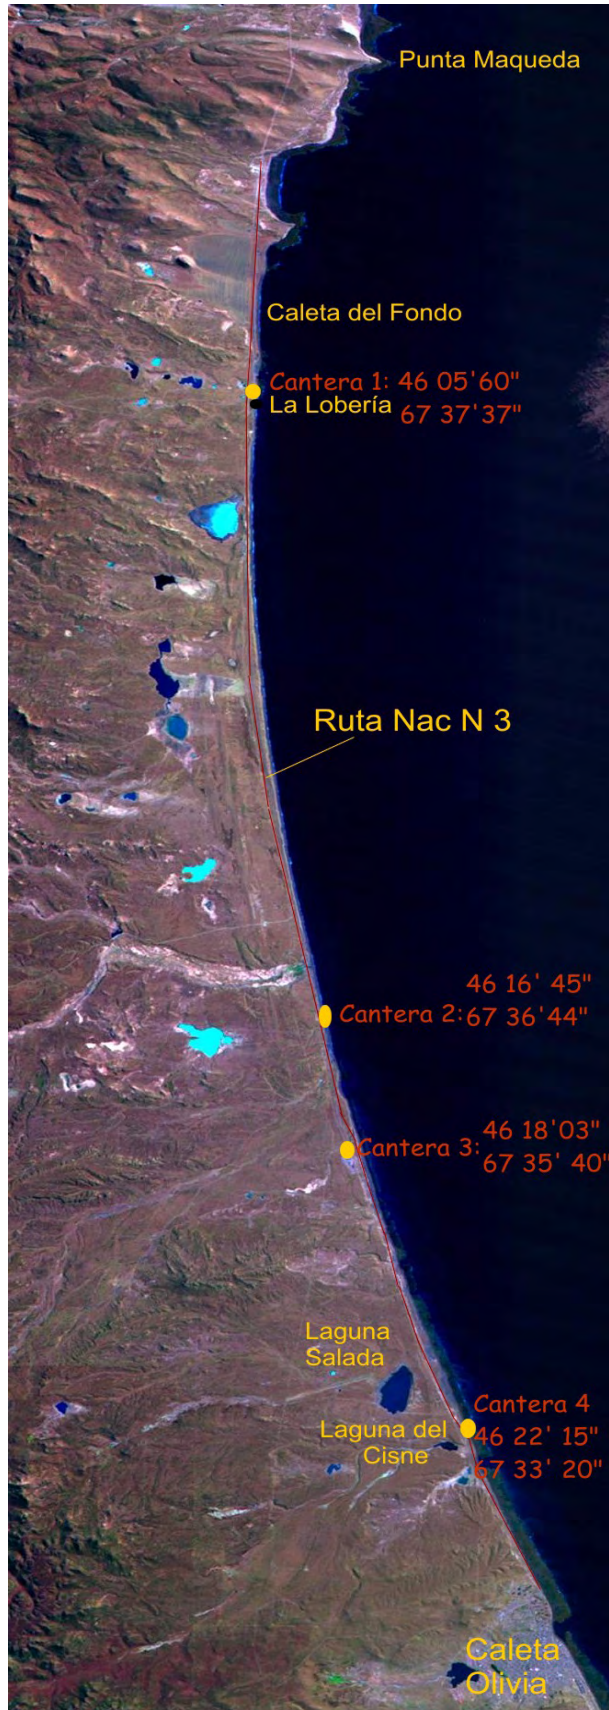 Punta Maqueda
Caleta del Fondo
Cantera 1: 46 05'60"
La Lobería 67 37'37"
Ruta Nac N 3
46 16' 45"
Cantera 2: 67 36'44"
46 18'03"
Cantera 3: 67 35' 40"
Laguna
Salada
Cantera 4
Laguna del 46 22' 15"
Cisne 67 33' 20"
Caleta
Olivia